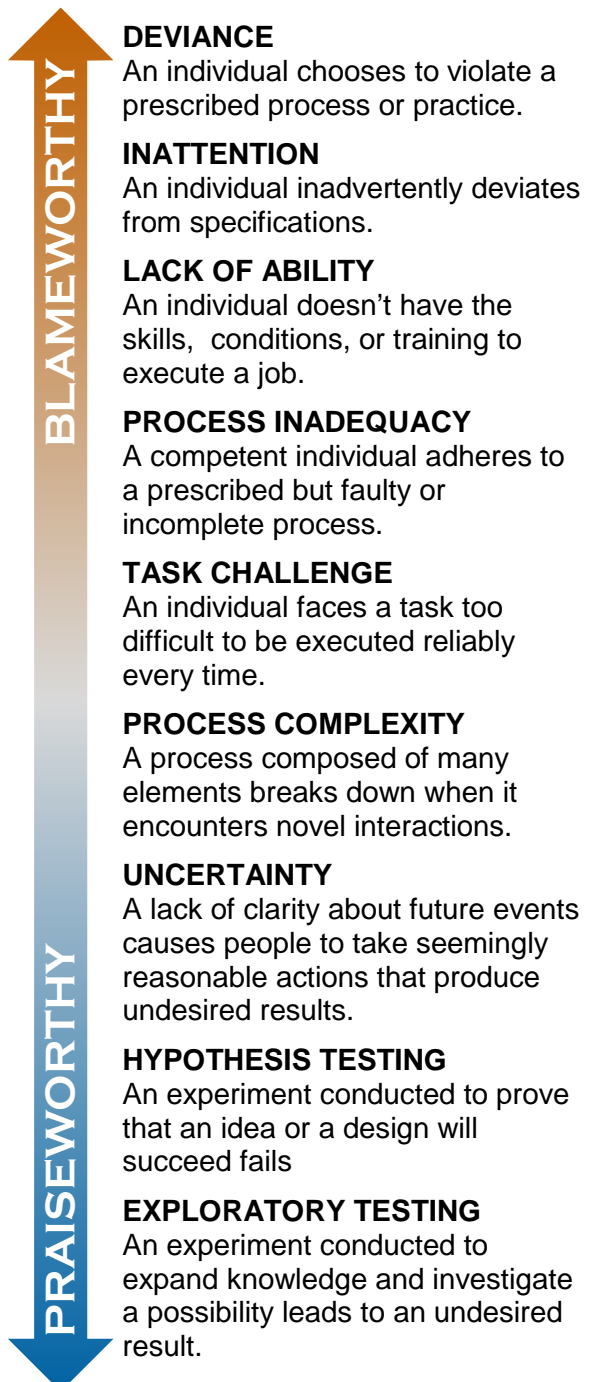 BLAMEWORTHY
PRAISEWORTHY
DEVIANCE
An individual chooses to violate a
prescribed process or practice.
INATTENTION
An individual inadvertently deviates
from specifications.
LACK OF ABILITY
An individual doesn’t have the
skills,  conditions, or training to
execute a job.
PROCESS INADEQUACY
A competent individual adheres to
a prescribed but faulty or
incomplete process.
TASK CHALLENGE
An individual faces a task too
difficult to be executed reliably
every time.
PROCESS COMPLEXITY
A process composed of many
elements breaks down when it
encounters novel interactions.
UNCERTAINTY
A lack of clarity about future events
causes people to take seemingly
reasonable actions that produce
undesired results.
HYPOTHESIS TESTING
An experiment conducted to prove
that an idea or a design will
succeed fails
EXPLORATORY TESTING
An experiment conducted to
expand knowledge and investigate
a possibility leads to an undesired
result.